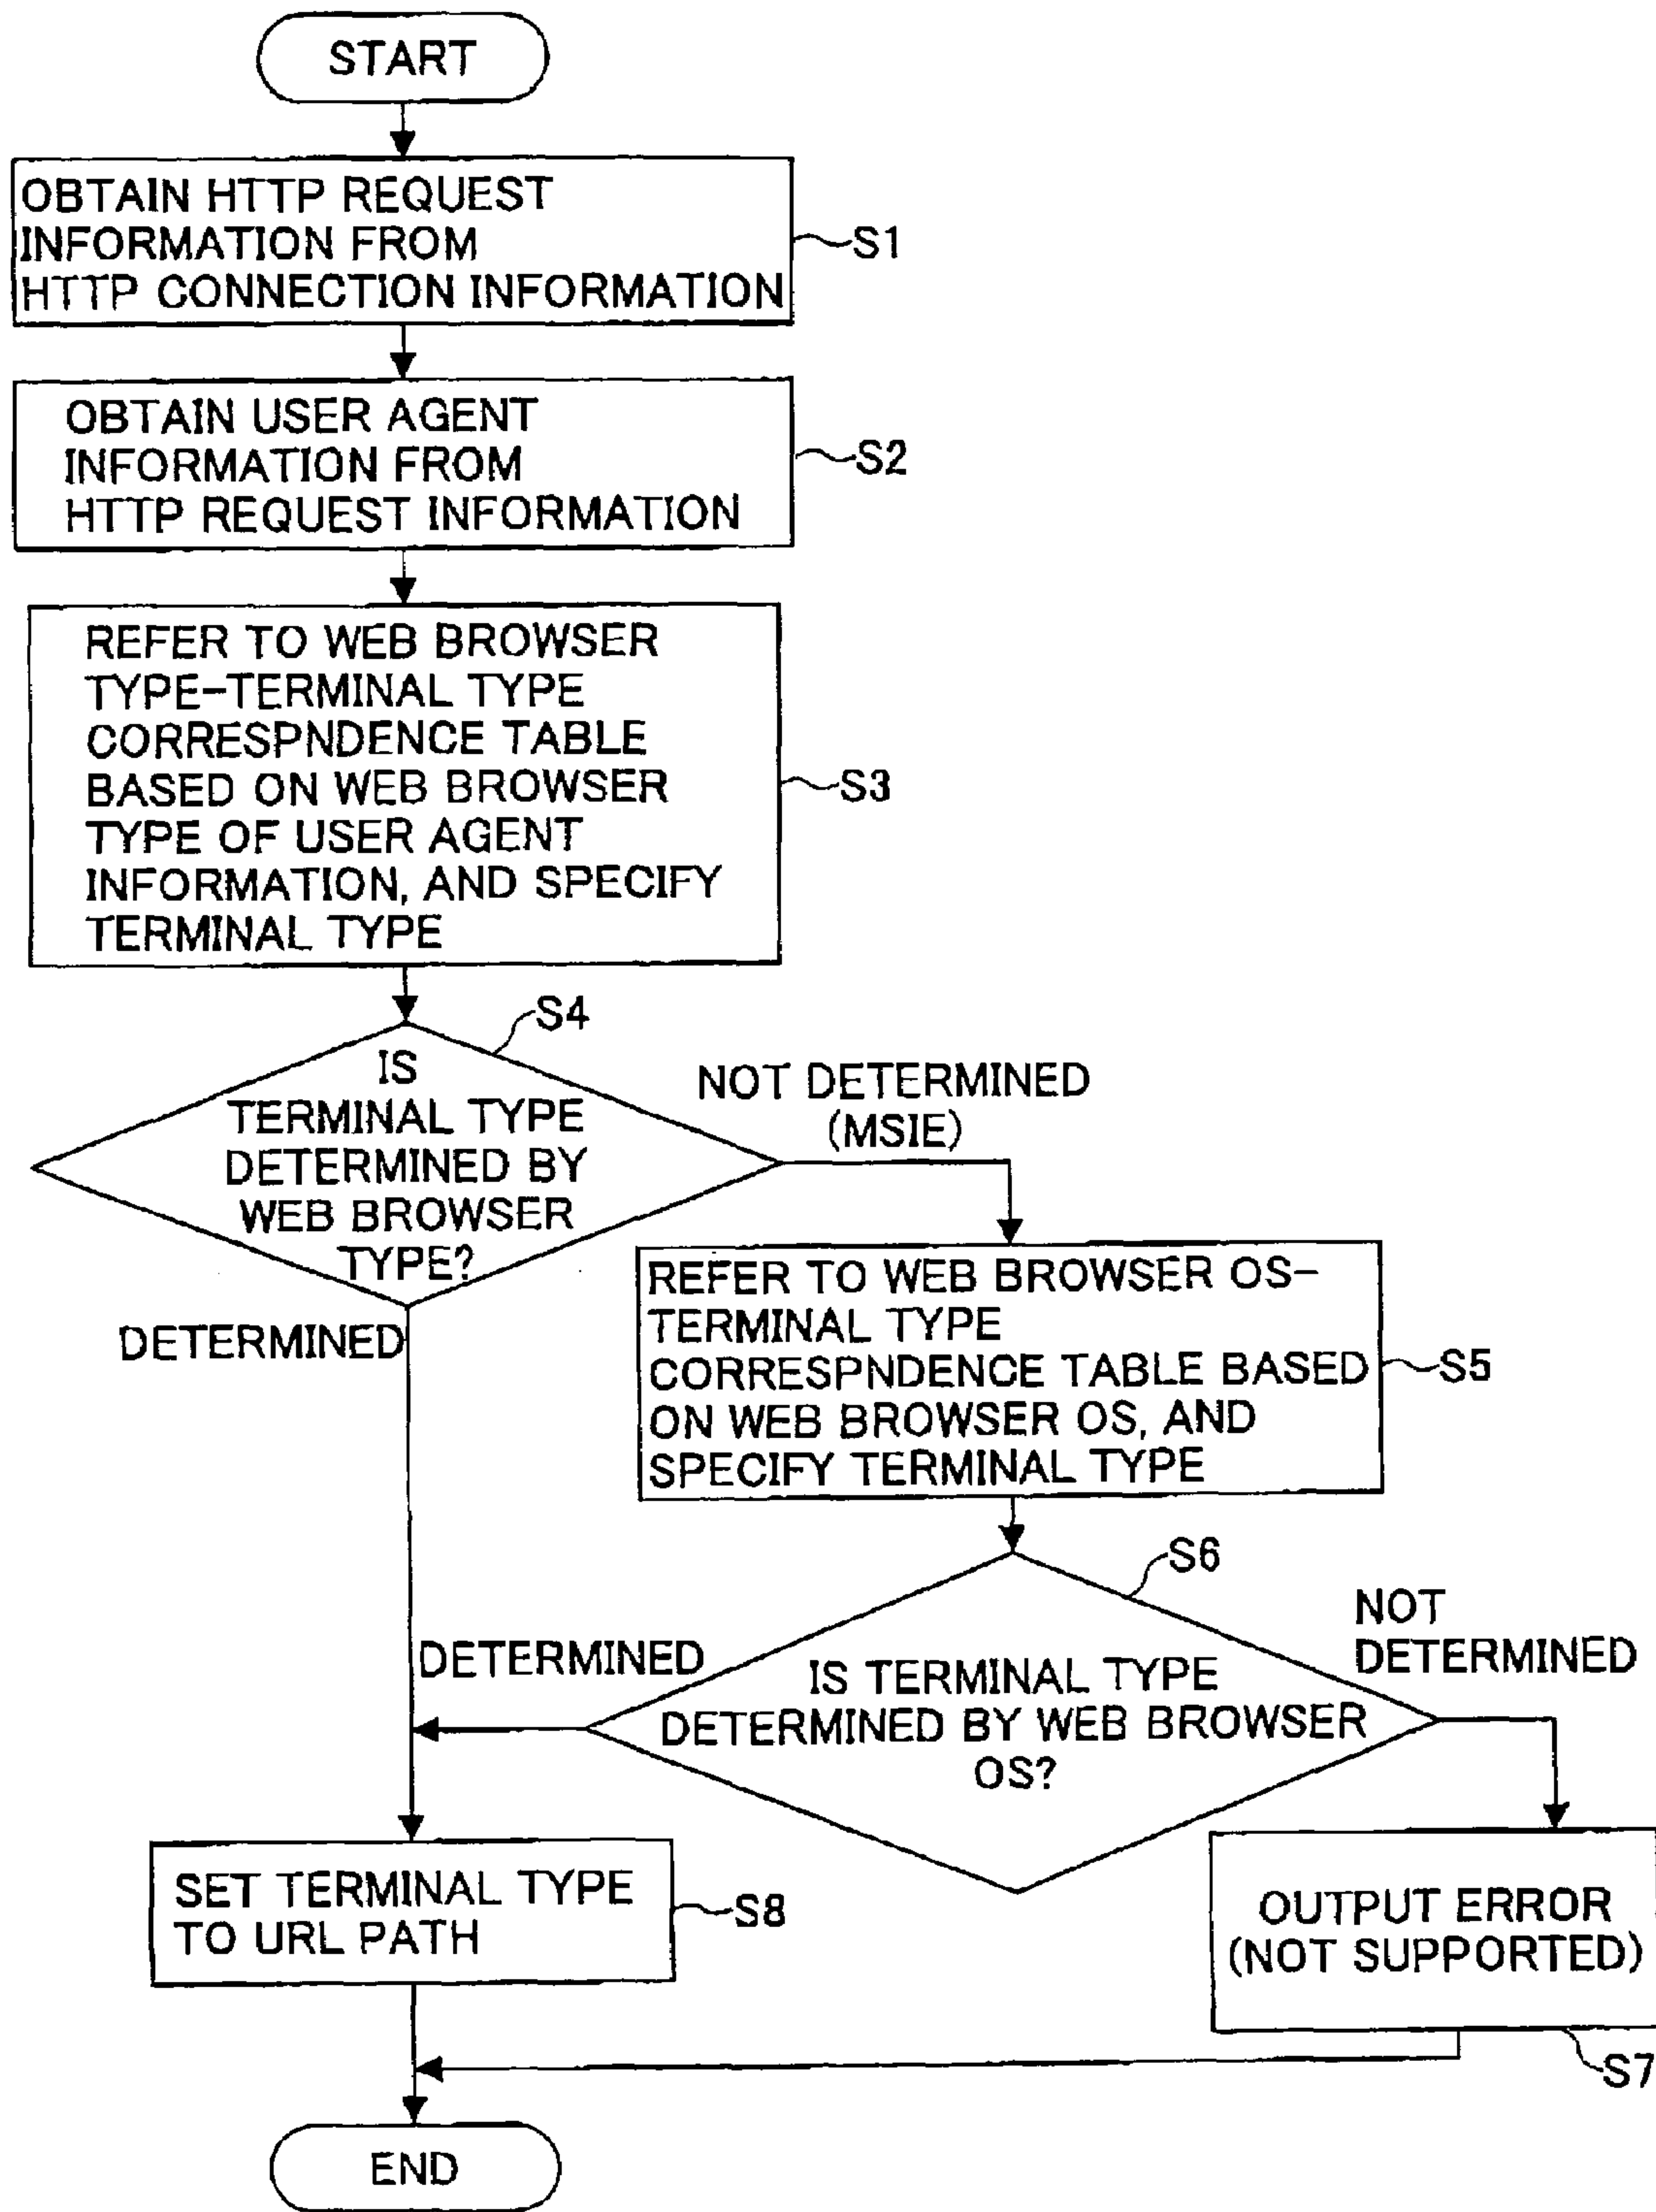 START
OBTAIN HTTP REQUEST
INFORMATION FROM
HTTP CONNECTION INFORMATION
S1
OBTAIN USER AGENT
INFORMATION FROM
HTTP REQUEST INFORMATION
S2
REFER TO WEB BROWSER
TYPE-TERMINAL TYPE
CORRESPNDENCE TABLE
BASED ON WEB BROWSER
TYPE OF USER AGENT
INFORMATION, AND SPECIFY
TERMINAL TYPE
S3
S4
IS
TERMINAL TYPE
DETERMINED BY
WEB BROWSER
TYPE?
NOT DETERMINED
(MSIE)
DETERMINED
REFER TO WEB BROWSER OS-
TERMINAL TYPE
CORRESPNDENCE TABLE BASED
ON WEB BROWSER OS, AND
SPECIFY TERMINAL TYPE
S5
S6
IS TERMINAL TYPE
DETERMINED BY WEB BROWSER
OS?
DETERMINED
NOT
DETERMINED
SET TERMINAL TYPE
TO URL PATH
S8
OUTPUT ERROR
(NOT SUPPORTED)
S7
END